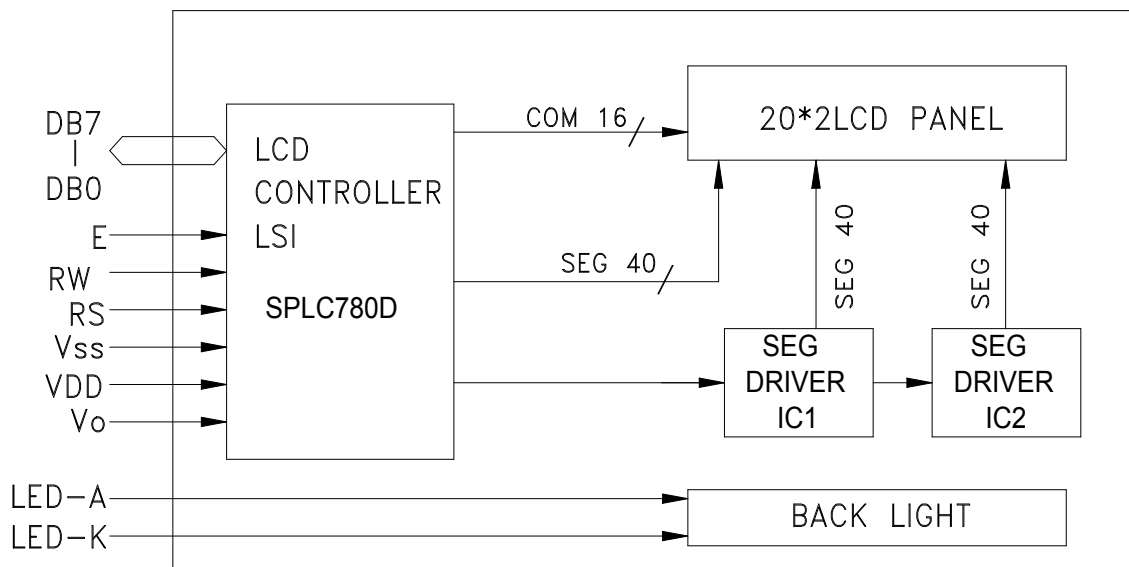 DB7
DB0
E
RW
RS
Vss
VDD
Vo
LED-A
LED-K
LCD
CONTROLLER
LSI
SPLC780D
COM 16
SEG 40
20*2LCD PANEL
SEG 40
SEG 40
SEG
DRIVER
IC1
SEG
DRIVER
IC2
BACK LIGHT